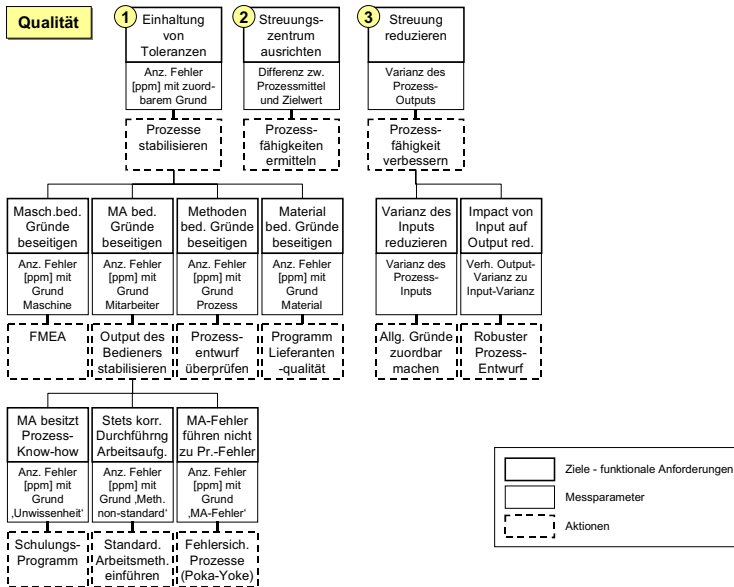 Qualität
1
Einhaltung
von
Toleranzen
Anz. Fehler
[ppm] mit zuord-
barem Grund
Prozesse
stabilisieren
2
Streuungs-
zentrum
ausrichten
Differenz zw.
Prozessmittel
und Zielwert
Prozess-
fähigkeiten
ermitteln
3
Streuung
reduzieren
Varianz des
Prozess-
Outputs
Prozess-
fähigkeit
verbessern
Masch.bed.
Gründe
beseitigen
Anz. Fehler
[ppm] mit
Grund
Maschine
FMEA
MA bed.
Gründe
beseitigen
Anz. Fehler
[ppm] mit
Grund
Mitarbeiter
Output des
Bedieners
stabilisieren
Methoden
bed. Gründe
beseitigen
Anz. Fehler
[ppm] mit
Grund
Prozess
Prozess-
entwurf
überprüfen
Material
bed. Gründe
beseitigen
Anz. Fehler
[ppm] mit
Grund
Material
Programm
Lieferanten
-qualität
Varianz des
Inputs
reduzieren
Varianz des
Prozess-
Inputs
Allg. Gründe
zuordbar
machen
Impact von
Input auf
Output red.
Verh. Output-
Varianz zu
Input-Varianz
Robuster
Prozess-
Entwurf
MA besitzt
Prozess-
Know-how
Anz. Fehler
[ppm] mit
Grund
‚Unwissenheit‘
Schulungs-
Programm
Stets korr.
Durchführng
Arbeitsaufg.
Anz. Fehler
[ppm] mit
Grund ‚Meth.
non-standard‘
Standard.
Arbeitsmeth.
einführen
MA-Fehler
führen nicht
zu Pr.-Fehler
Anz. Fehler
[ppm] mit
Grund
‚MA-Fehler‘
Fehlersich.
Prozesse
(Poka-Yoke)
Ziele - funktionale Anforderungen
Messparameter
Aktionen